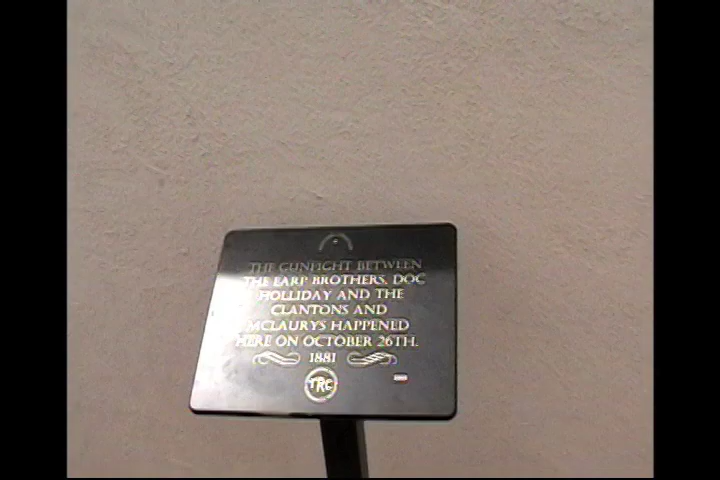 THE GUNFIGHT BETWEEN
THE EARP BROTHERS, DOC
HOLLIDAY AND THE
CLANTONS AND
MCLAURYS HAPPENED
HERE ON OCTOBER 26TH.
1881
TRC